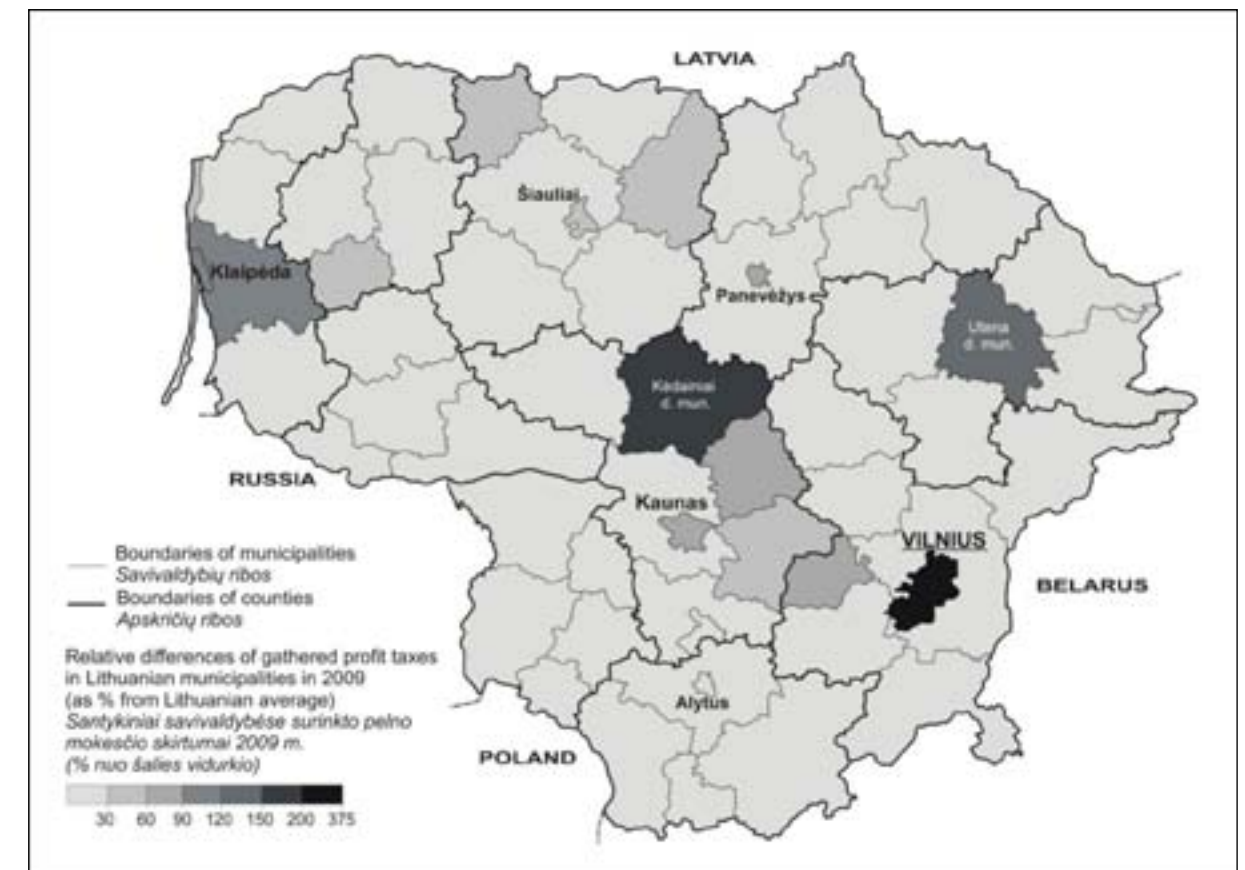 LATVIA
Šiauliai
Klaipėda
Panevėžys
Utena
d. mun.
Kėdainiai
d. mun.
RUSSIA
Kaunas
VILNIUS
BELARUS
Boundaries of municipalities
Savivaldybių ribos
Boundaries of counties
Apskričių ribos
Relative differences of gathered profit taxes
in Lithuanian municipalities in 2009
(as % from Lithuanian average)
Santykiniai savivaldybėse surinkto pelno
mokesčio skirtumai 2009 m.
(% nuo šalies vidurkio)
Alytus
POLAND
30 60 90 120 150 200 375